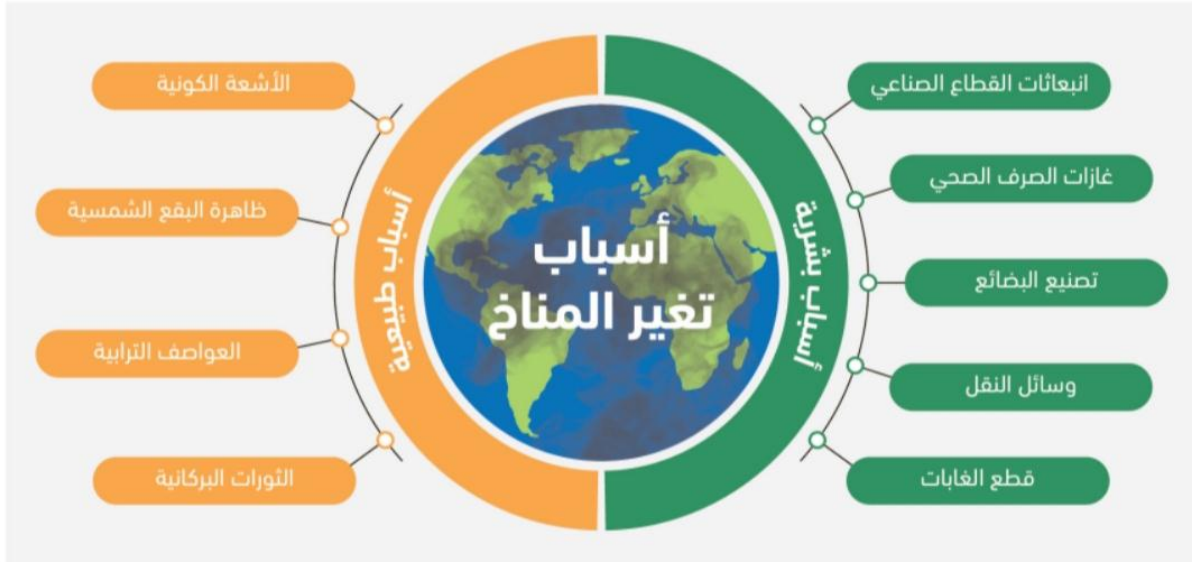 أسباب
تغير المناخ
أسباب بشرية
انبعاثات القطاع الصناعي
غازات الصرف الصحي
تصنيع البضائع
وسائل النقل
قطع الغابات
أسباب طبيعية
الأشعة الكونية
ظاهرة البقع الشمسية
العواصف الترابية
الثورات البركانية